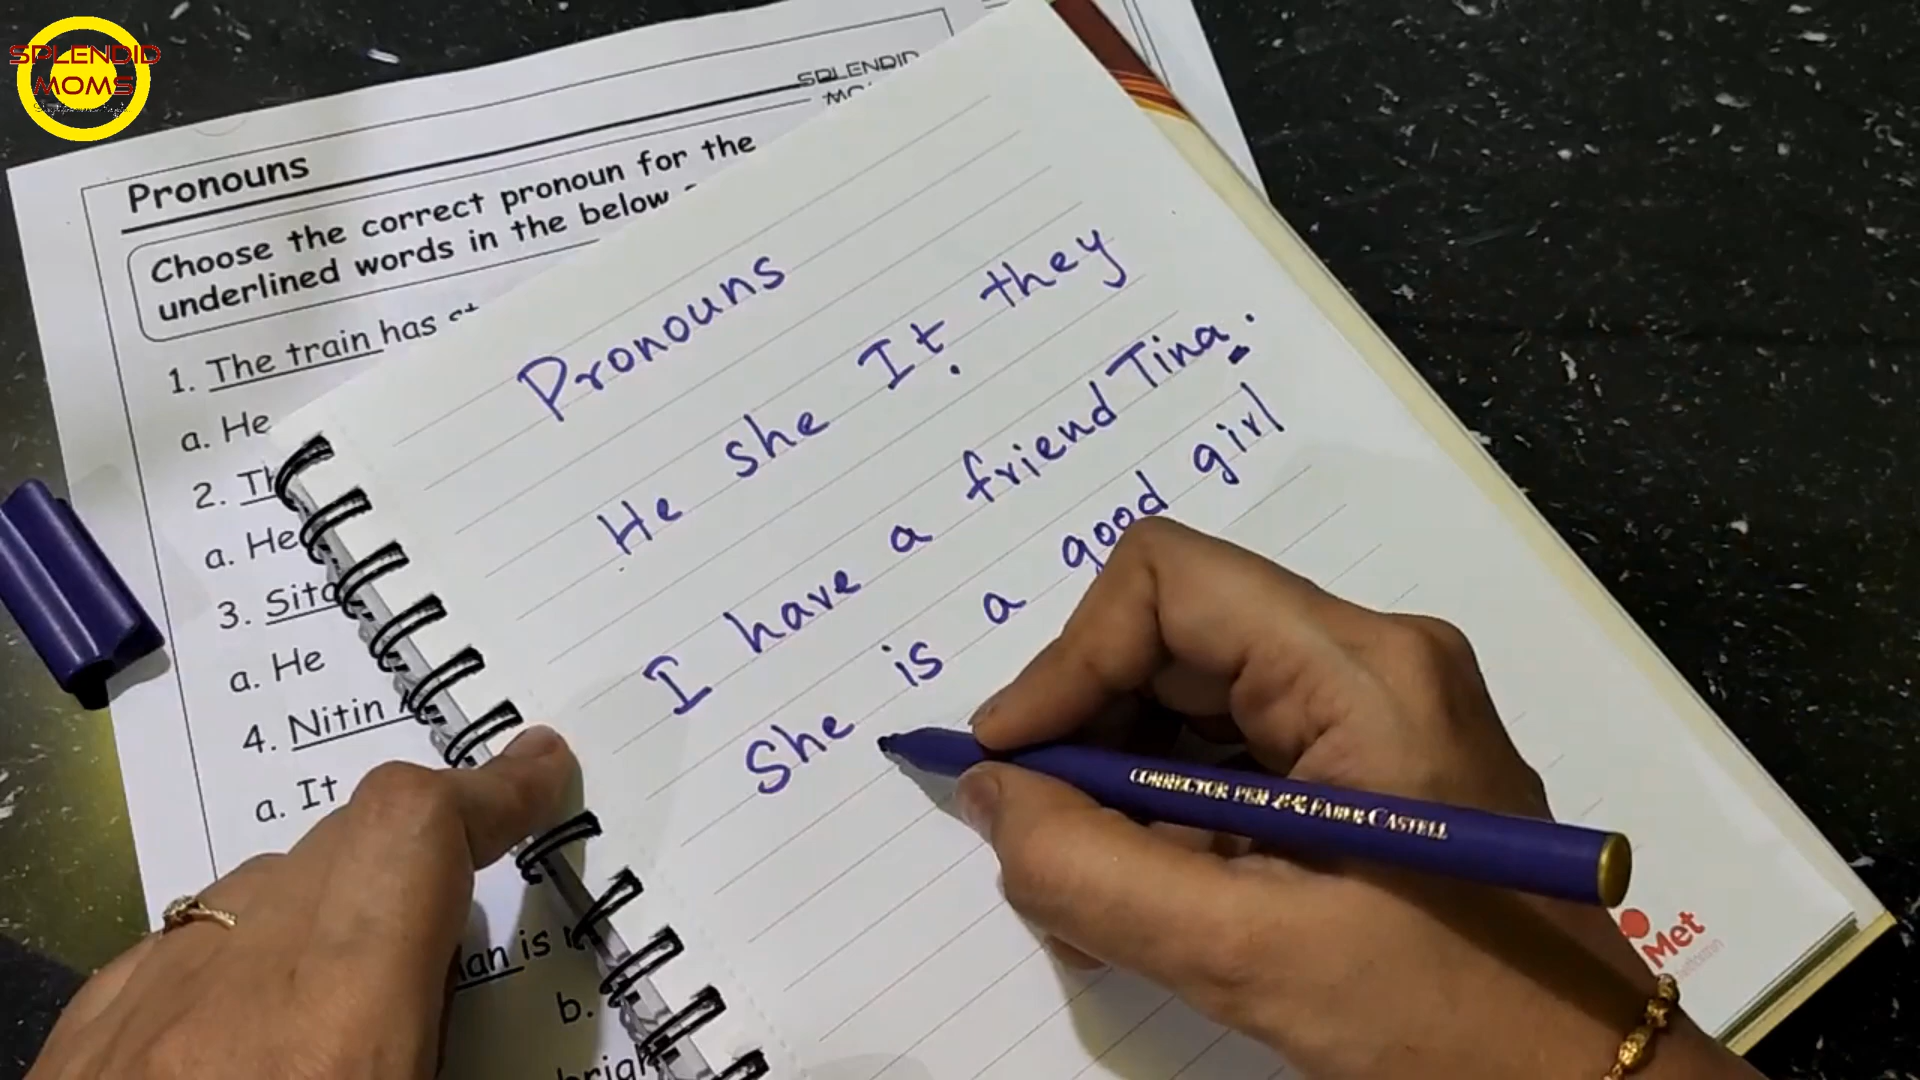 SPLENDID
MOMS
SPLENDID
Pronouns
Choose the correct pronoun for the
underlined words in the below
1. The train has
a. He
2.
a. He
3. Sita
a. He
4. Nitin
a. It
is
b.
Pronouns
He she It they
I have a friend Tina.
She is a good girl
CORRECTOR PEN FABER CASTELL
Met